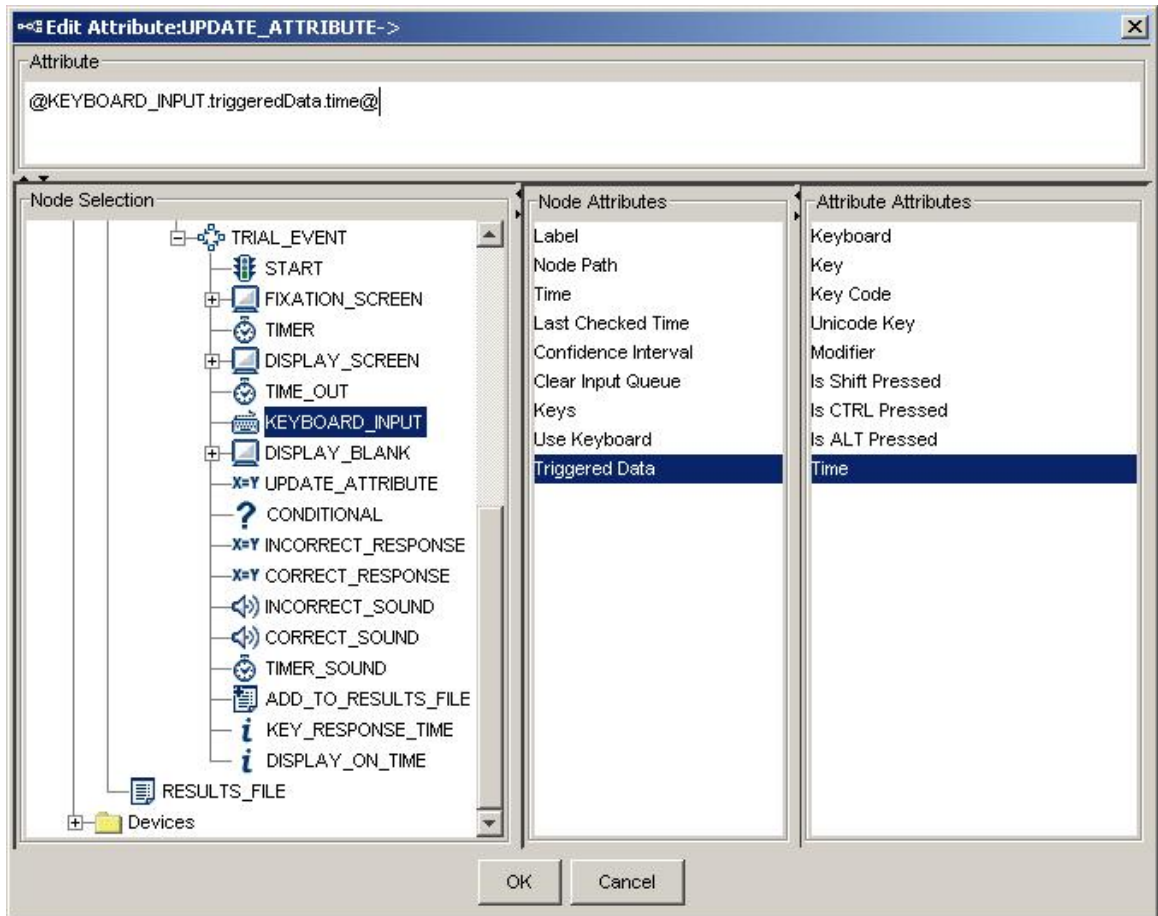 Edit Attribute:UPDATE_ATTRIBUTE->
Attribute
@KEYBOARD_INPUT.triggeredData.time@
Node Selection
TRIAL_EVENT
START
FIXATION_SCREEN
TIMER
DISPLAY_SCREEN
TIME_OUT
KEYBOARD_INPUT
DISPLAY_BLANK
X=Y UPDATE_ATTRIBUTE
? CONDITIONAL
X=Y INCORRECT_RESPONSE
X=Y CORRECT_RESPONSE
INCORRECT_SOUND
CORRECT_SOUND
TIMER_SOUND
ADD_TO_RESULTS_FILE
i KEY_RESPONSE_TIME
i DISPLAY_ON_TIME
RESULTS_FILE
Devices
Node Attributes
Label
Node Path
Time
Last Checked Time
Confidence Interval
Clear Input Queue
Keys
Use Keyboard
Triggered Data
Attribute Attributes
Keyboard
Key
Key Code
Unicode Key
Modifier
Is Shift Pressed
Is CTRL Pressed
Is ALT Pressed
Time
OK
Cancel